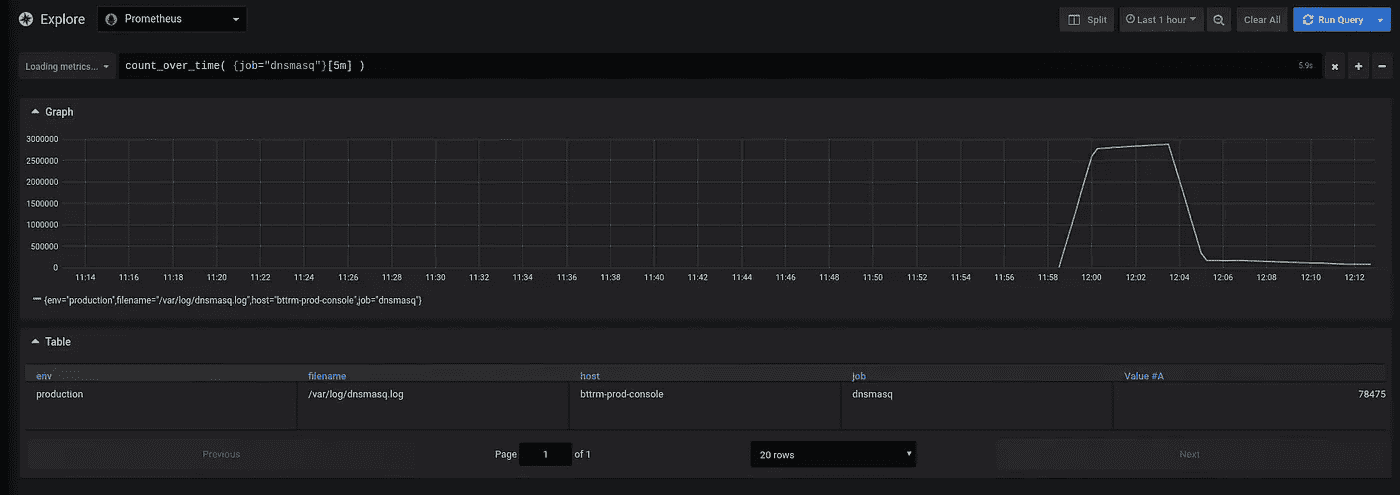 Explore Prometheus Split Last 1 hour Clear All Run Query
Loading metrics... count_over_time( {job="dnsmasq"}[5m] ) 5.9s
Graph
3000000
2500000
2000000
1500000
1000000
500000
0
11:14 11:16 11:18 11:20 11:22 11:24 11:26 11:28 11:30 11:32 11:34 11:36 11:38 11:40 11:42 11:44 11:46 11:48 11:50 11:52 11:54 11:56 11:58 12:00 12:02 12:04 12:06 12:08 12:10 12:12
{env="production",filename="/var/log/dnsmasq.log",host="bttrm-prod-console",job="dnsmasq"}
Table
env filename host job Value #A
production /var/log/dnsmasq.log bttrm-prod-console dnsmasq 78475
Previous Page 1 of 1 20 rows Next